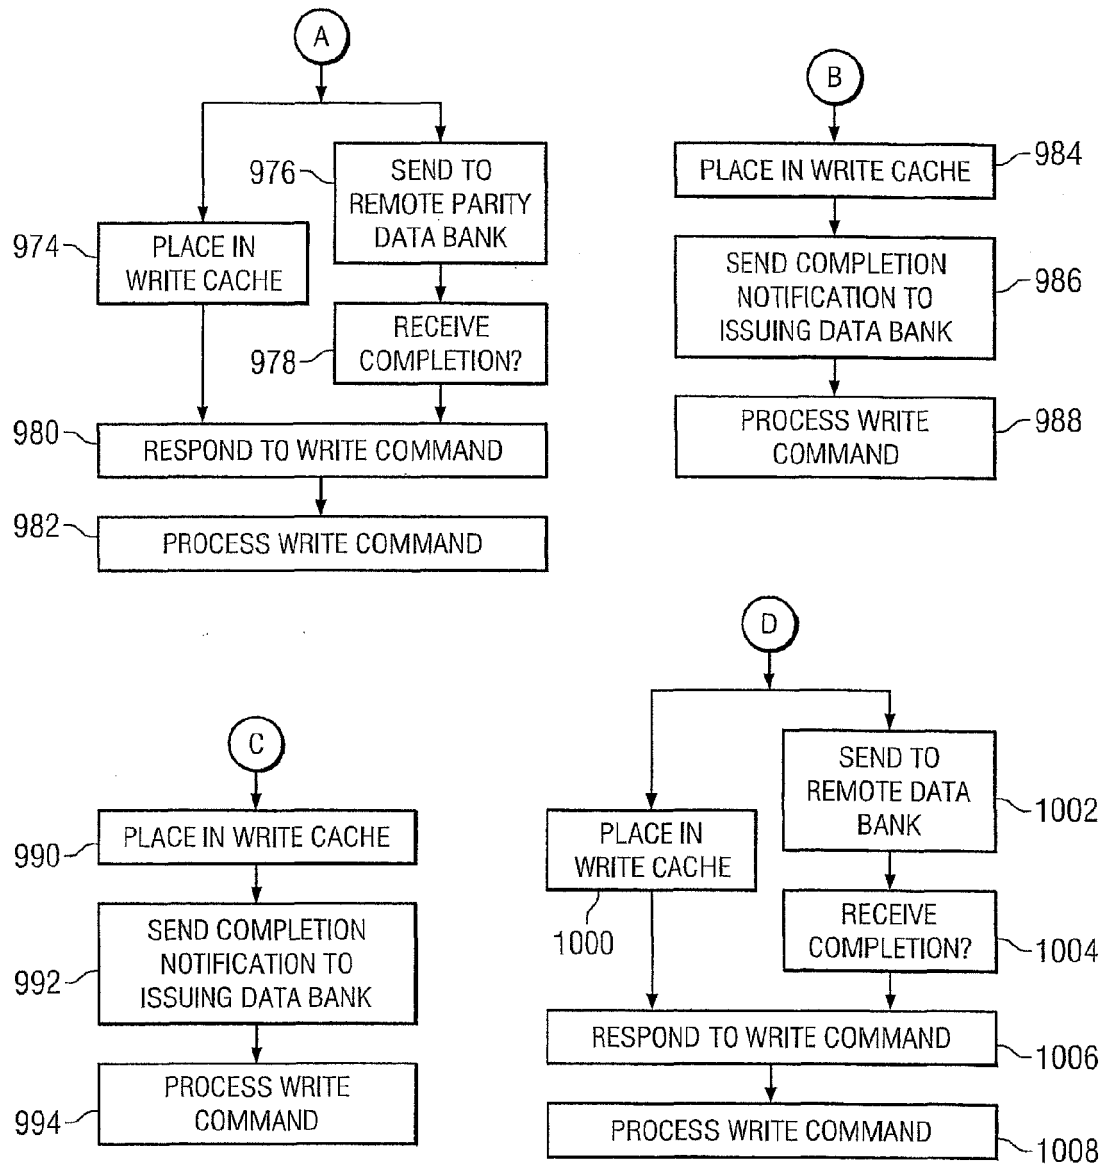 A
976
SEND TO
REMOTE PARITY
DATA BANK
974
PLACE IN
WRITE CACHE
978
RECEIVE
COMPLETION?
980
RESPOND TO WRITE COMMAND
982
PROCESS WRITE COMMAND
B
PLACE IN WRITE CACHE
984
SEND COMPLETION
NOTIFICATION TO
ISSUING DATA BANK
986
PROCESS WRITE
COMMAND
988
C
990
PLACE IN WRITE CACHE
992
SEND COMPLETION
NOTIFICATION TO
ISSUING DATA BANK
994
PROCESS WRITE
COMMAND
D
SEND TO
REMOTE DATA
BANK
1002
PLACE IN
WRITE CACHE
1000
RECEIVE
COMPLETION?
1004
RESPOND TO WRITE COMMAND
1006
PROCESS WRITE COMMAND
1008